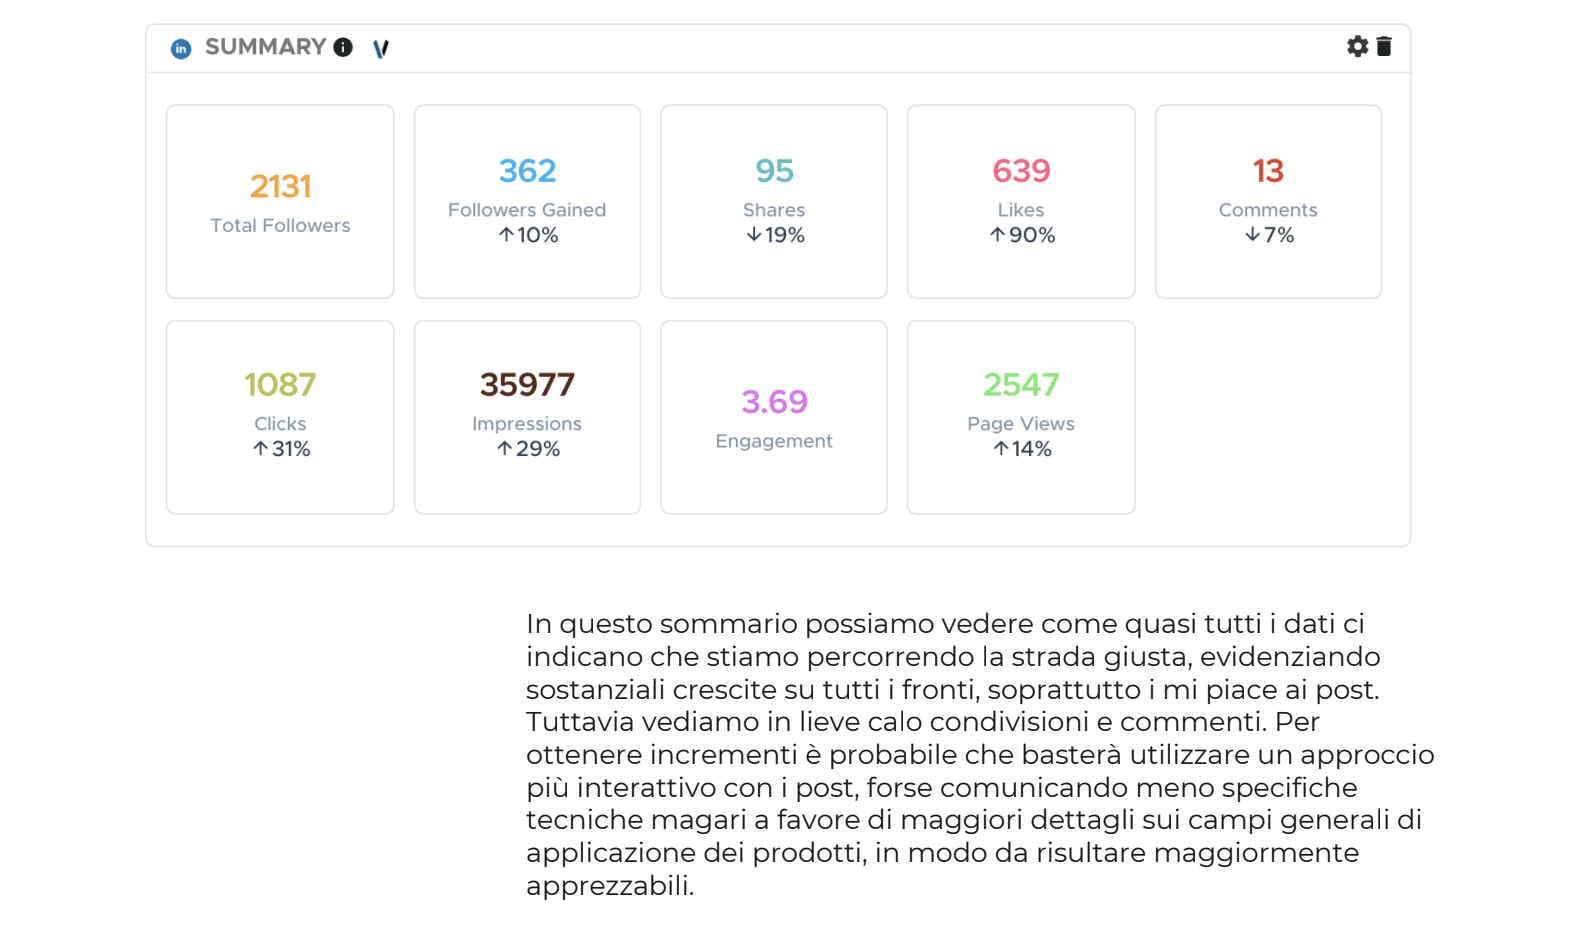 in SUMMARY i
2131
Total Followers
362
Followers Gained
↑10%
95
Shares
↓19%
639
Likes
↑90%
13
Comments
↓7%
1087
Clicks
↑31%
35977
Impressions
↑29%
3.69
Engagement
2547
Page Views
↑14%
In questo sommario possiamo vedere come quasi tutti i dati ci
indicano che stiamo percorrendo la strada giusta, evidenziando
sostanziali crescite su tutti i fronti, soprattutto i mi piace ai post.
Tuttavia vediamo in lieve calo condivisioni e commenti. Per
ottenere incrementi è probabile che basterà utilizzare un approccio
più interattivo con i post, forse comunicando meno specifiche
tecniche magari a favore di maggiori dettagli sui campi generali di
applicazione dei prodotti, in modo da risultare maggiormente
apprezzabili.